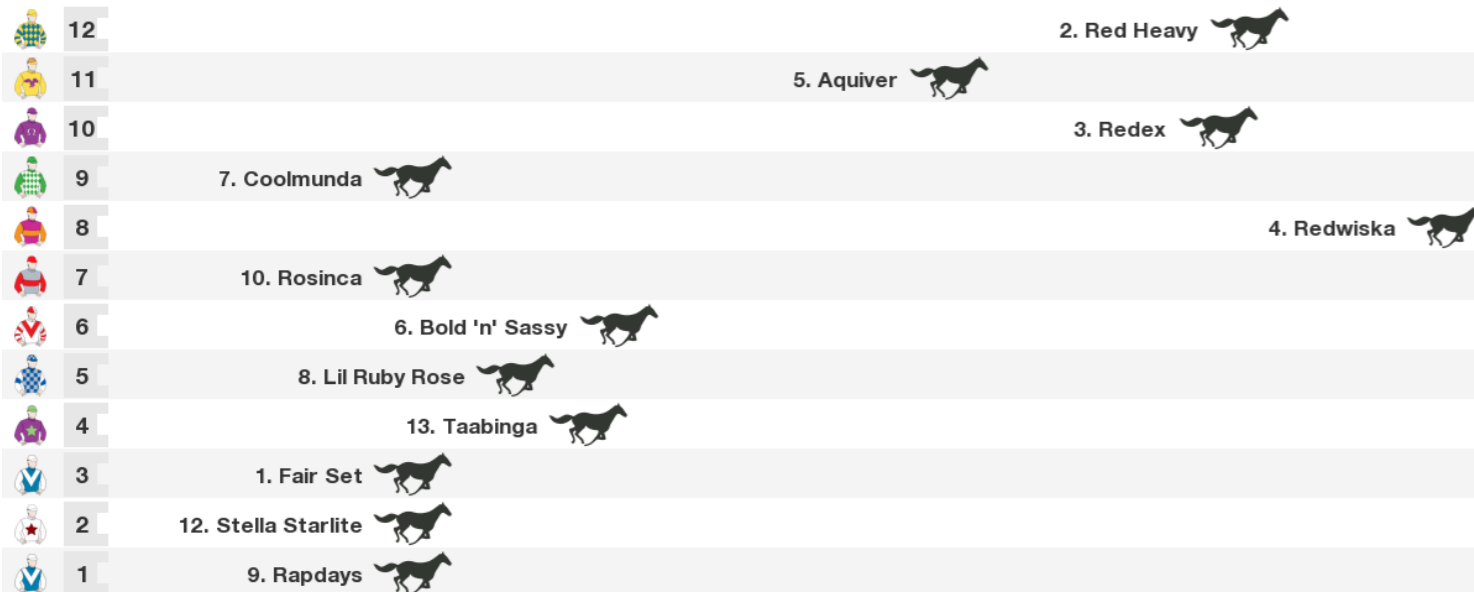 12 2. Red Heavy
11 5. Aquiver
10 3. Redex
9 7. Coolmunda
8 4. Redwiska
7 10. Rosinca
6 6. Bold 'n' Sassy
5 8. Lil Ruby Rose
4 13. Taabinga
3 1. Fair Set
2 12. Stella Starlite
1 9. Rapdays